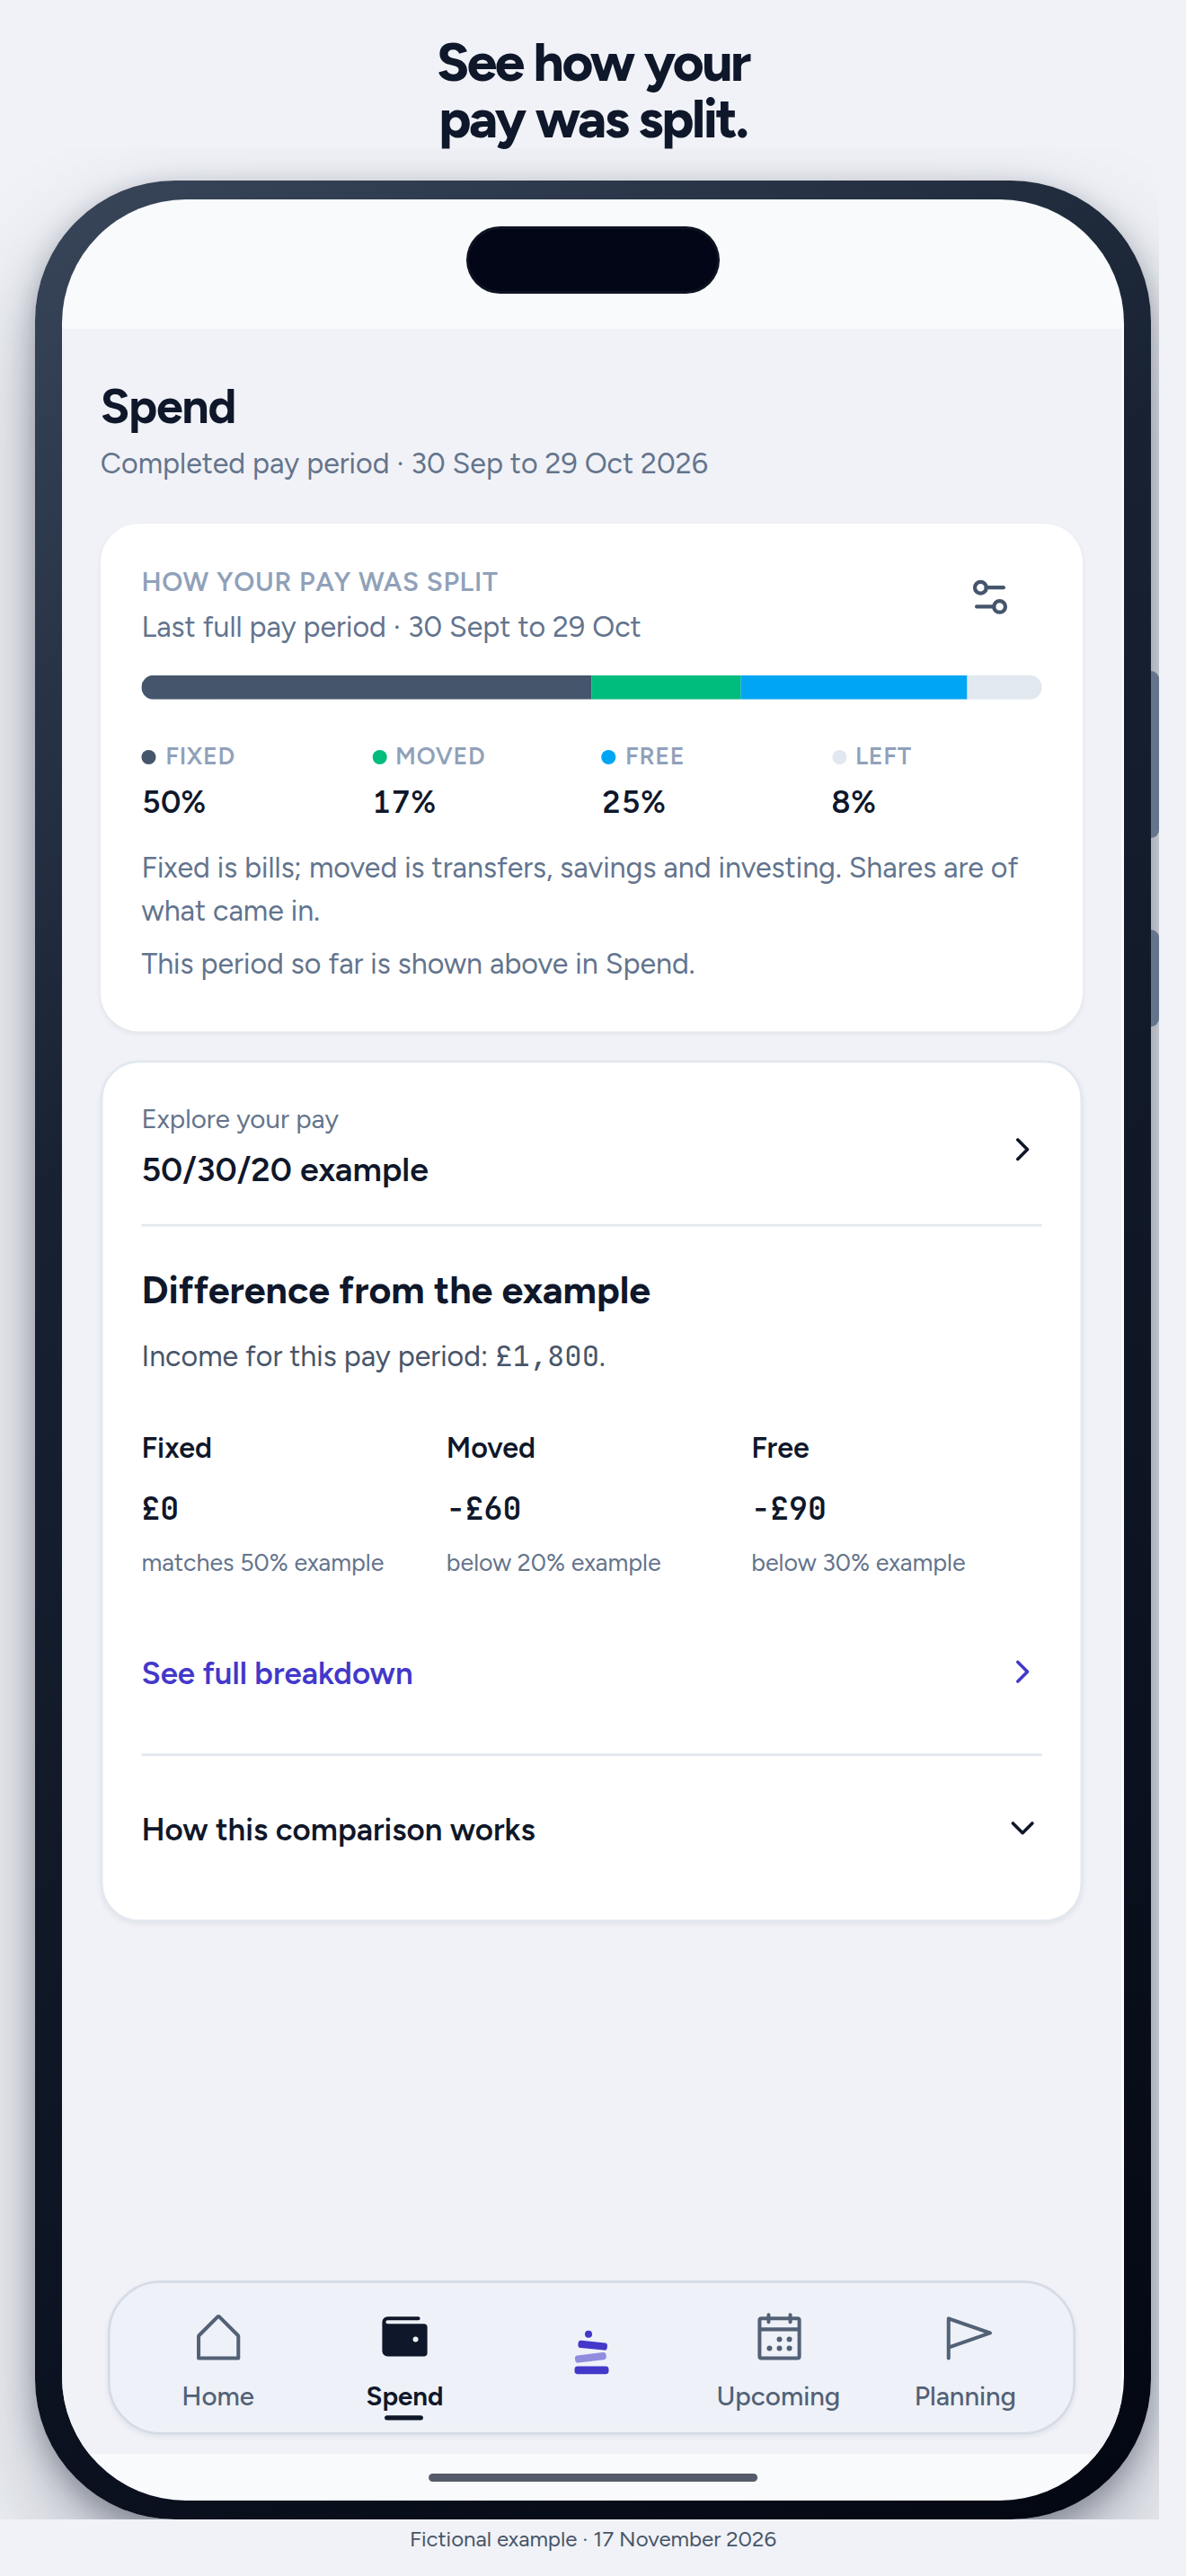 See how your
pay was split.
Spend
Completed pay period · 30 Sep to 29 Oct 2026
HOW YOUR PAY WAS SPLIT
Last full pay period · 30 Sept to 29 Oct
FIXED MOVED FREE LEFT
50% 17% 25% 8%
Fixed is bills; moved is transfers, savings and investing. Shares are of
what came in.
This period so far is shown above in Spend.
Explore your pay
50/30/20 example
Difference from the example
Income for this pay period: £1,800.
Fixed Moved Free
£0 -£60 -£90
matches 50% example below 20% example below 30% example
See full breakdown
How this comparison works
Home Spend Upcoming Planning
Fictional example · 17 November 2026